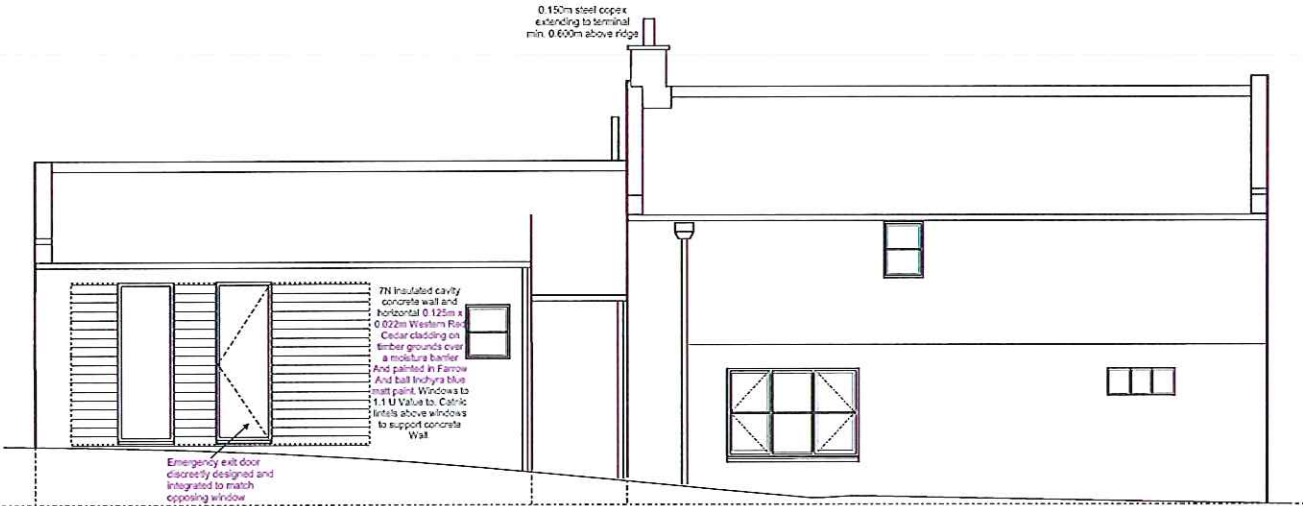 0.150m steel copex
extending to terminal
min. 0.600m above ridge
7N insulated cavity
concrete wall and
horizontal 0.125m x
0.022m Western Red
Cedar cladding on
timber grounds over
a moisture barrier
And painted in Farrow
And ball Inchyra blue
matt paint. Windows to
1.1 U Value to. Catnic
lintels above windows
to support concrete
Wall
Emergency exit door
discreetly designed and
integrated to match
opposing window